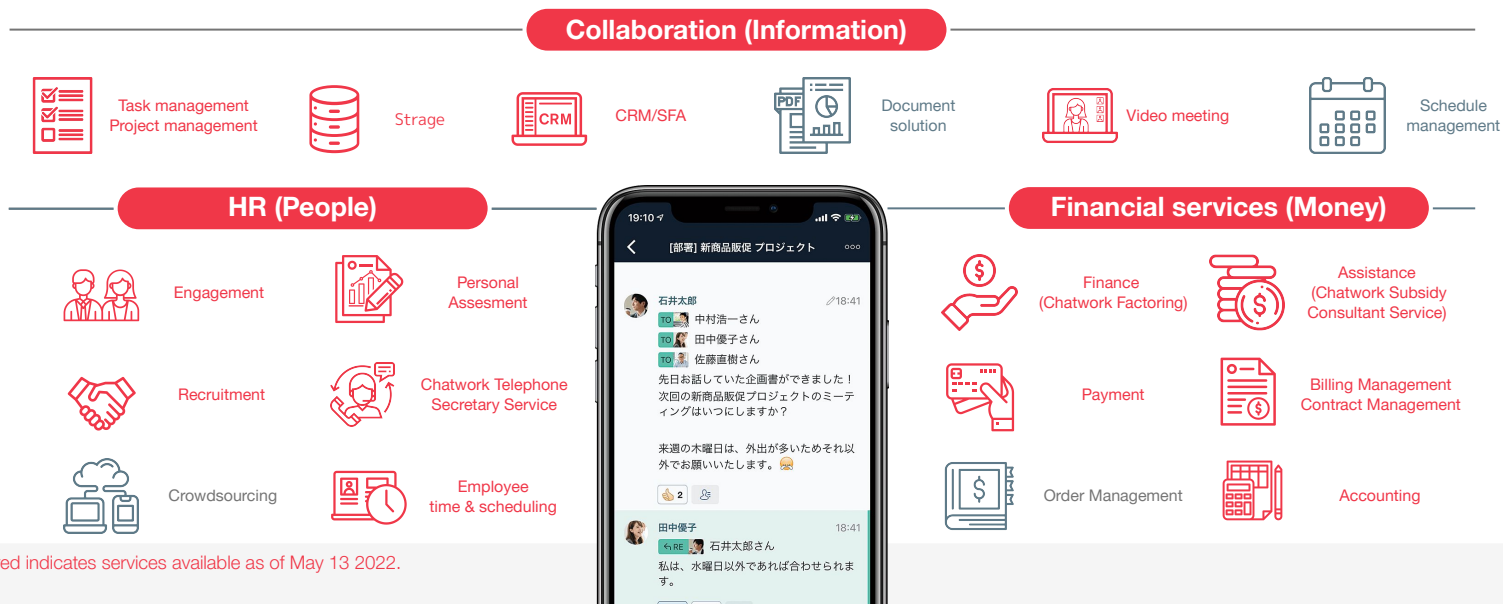 Collaboration (Information)
Task management
Project management
Strage
CRM
CRM/SFA
PDF
Document
solution
Video meeting
Schedule
management
HR (People)
Engagement
Personal
Assesment
Recruitment
Chatwork Telephone
Secretary Service
Crowdsourcing
Employee
time & scheduling
19:10
[部署] 新商品販促 プロジェクト
石井太郎 18:41
TO 中村浩一さん
TO 田中優子さん
TO 佐藤直樹さん
先日お話していた企画書ができました！
次回の新商品販促プロジェクトのミーテ
ィングはいつにしますか？
来週の木曜日は、外出が多いためそれ以
外でお願いいたします。
2
田中優子 18:41
RE 石井太郎さん
私は、水曜日以外であれば合わせられま
す。
Financial services (Money)
Finance
(Chatwork Factoring)
Assistance
(Chatwork Subsidy
Consultant Service)
Payment
Billing Management
Contract Management
Order Management
Accounting
ed indicates services available as of May 13 2022.